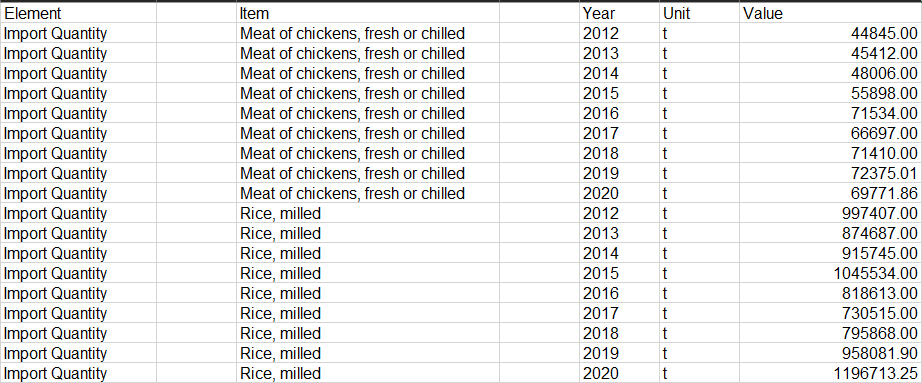 Element Item Year Unit Value
Import Quantity Meat of chickens, fresh or chilled 2012 t 44845.00
Import Quantity Meat of chickens, fresh or chilled 2013 t 45412.00
Import Quantity Meat of chickens, fresh or chilled 2014 t 48006.00
Import Quantity Meat of chickens, fresh or chilled 2015 t 55898.00
Import Quantity Meat of chickens, fresh or chilled 2016 t 71534.00
Import Quantity Meat of chickens, fresh or chilled 2017 t 66697.00
Import Quantity Meat of chickens, fresh or chilled 2018 t 71410.00
Import Quantity Meat of chickens, fresh or chilled 2019 t 72375.01
Import Quantity Meat of chickens, fresh or chilled 2020 t 69771.86
Import Quantity Rice, milled 2012 t 997407.00
Import Quantity Rice, milled 2013 t 874687.00
Import Quantity Rice, milled 2014 t 915745.00
Import Quantity Rice, milled 2015 t 1045534.00
Import Quantity Rice, milled 2016 t 818613.00
Import Quantity Rice, milled 2017 t 730515.00
Import Quantity Rice, milled 2018 t 795868.00
Import Quantity Rice, milled 2019 t 958081.90
Import Quantity Rice, milled 2020 t 1196713.25